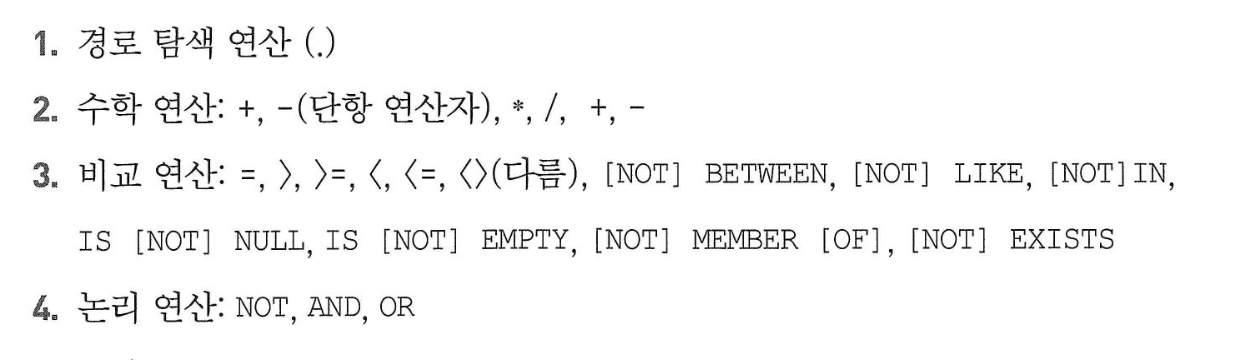 1. 경로 탐색 연산 (.)
2. 수학 연산: +, -(단항 연산자), *, /, +, -
3. 비교 연산: =, 〉, 〉=, 〈, 〈=, 〈〉(다름), [NOT] BETWEEN, [NOT] LIKE, [NOT]IN,
IS [NOT] NULL, IS [NOT] EMPTY, [NOT] MEMBER [OF], [NOT] EXISTS
4. 논리 연산: NOT, AND, OR